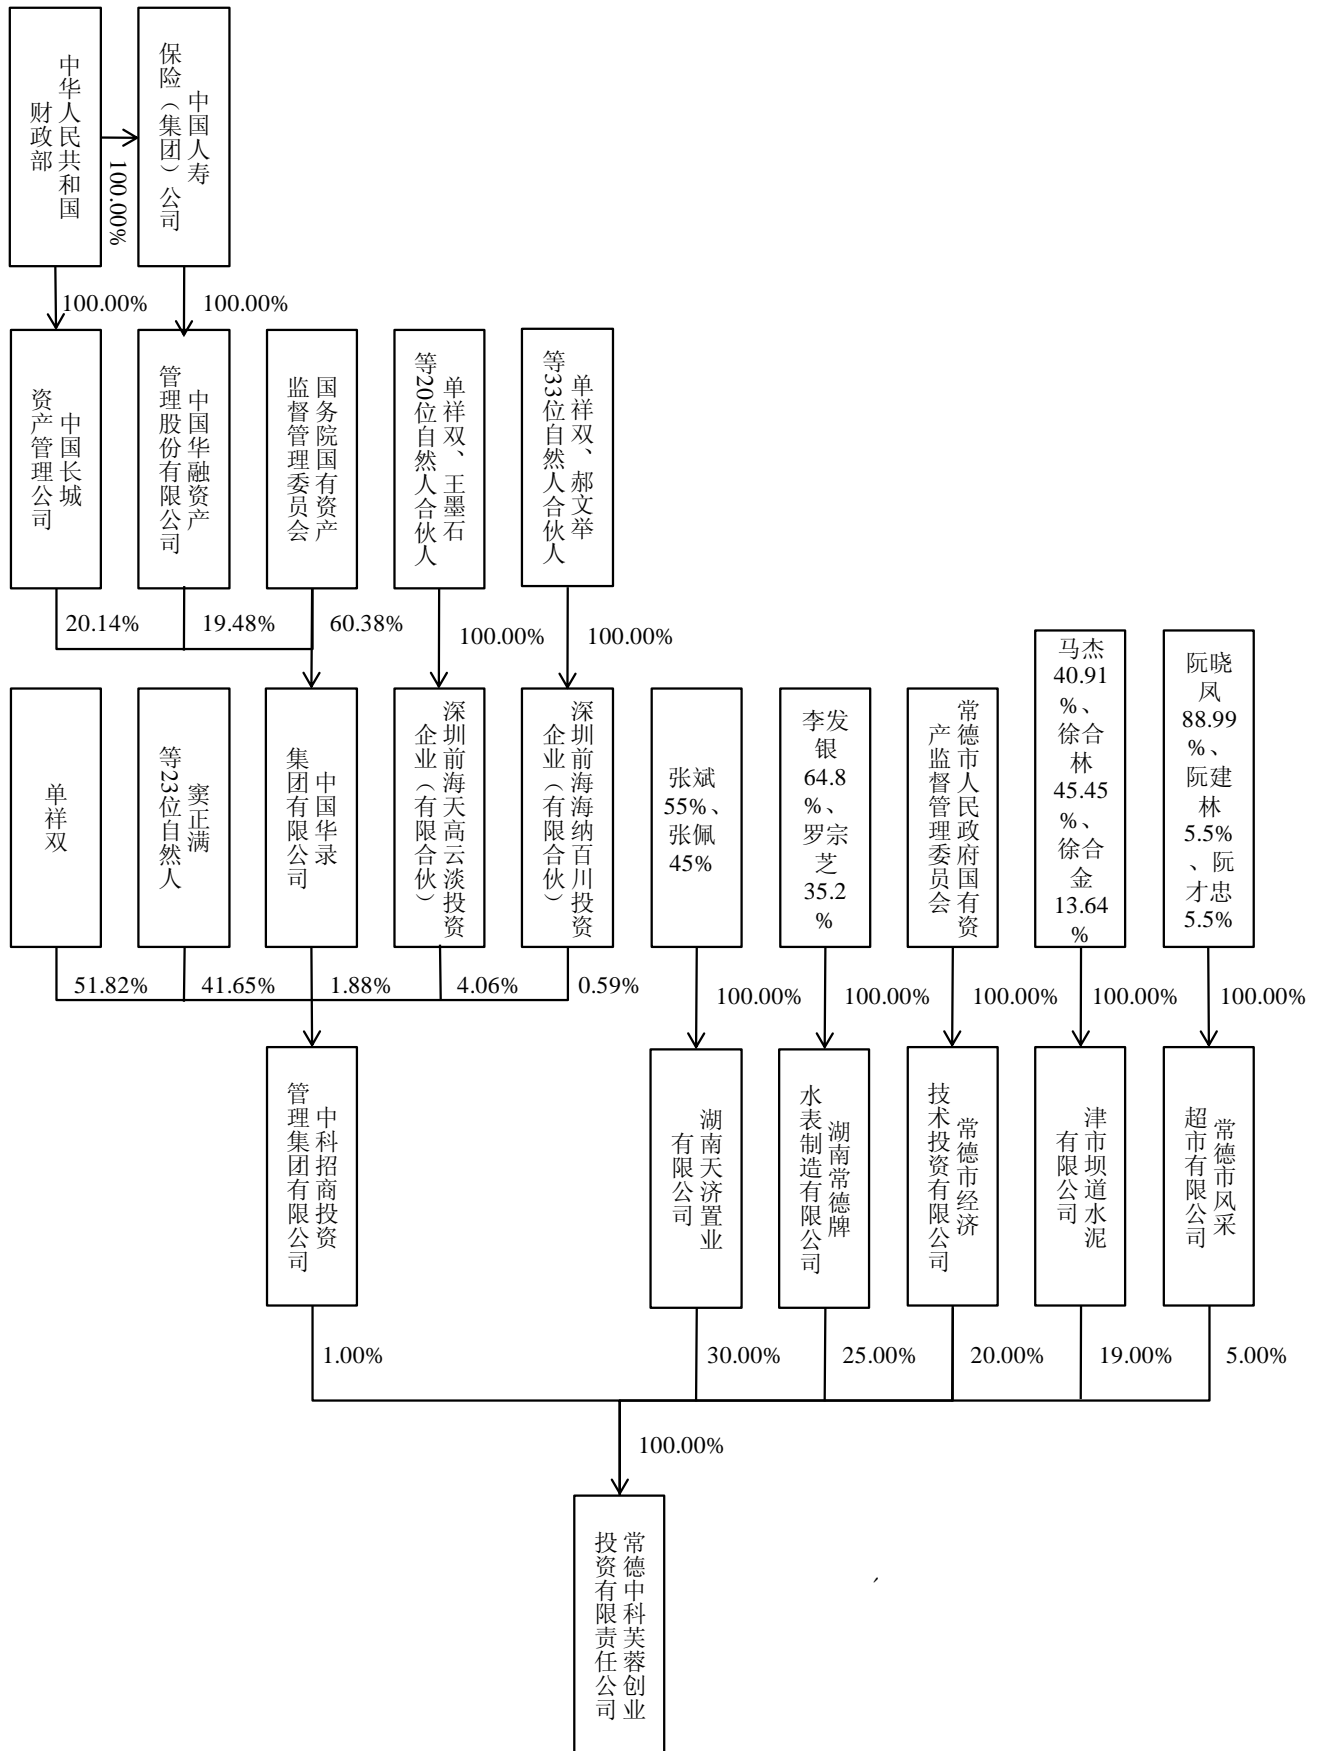 中华人民共和国
财政部
100.00%
中国人寿
保险（集团）公司
100.00%
100.00%
中国长城
资产管理公司
中国华融资产
管理股份有限公司
国务院国有资产
监督管理委员会
单祥双、王墨石
等20位自然人合伙人
单祥双、郝文举
等33位自然人合伙人
20.14%
19.48%
60.38%
100.00%
100.00%
单祥双
窦正满
等23位自然人
中国华录
集团有限公司
深圳前海天高云淡投资
企业（有限合伙）
深圳前海海纳百川投资
企业（有限合伙）
张斌
55%、
张佩
45%
李发
银
64.8
%、
罗宗
芝
35.2
%
常德市人民政府国有资
产监督管理委员会
马杰
40.91
%、
徐合
林
45.45
%、
徐合
金
13.64
%
阮晓
凤
88.99
%、
阮建
林
5.5%
、阮
才忠
5.5%
51.82%
41.65%
1.88%
4.06%
0.59%
100.00%
100.00%
100.00%
100.00%
100.00%
中科招商投资
管理集团有限公司
湖南天济置业
有限公司
湖南常德牌
水表制造有限公司
常德市经济
技术投资有限公司
津市坝道水泥
有限公司
常德市风采
超市有限公司
1.00%
30.00%
25.00%
20.00%
19.00%
5.00%
100.00%
常德中科芙蓉创业
投资有限责任公司